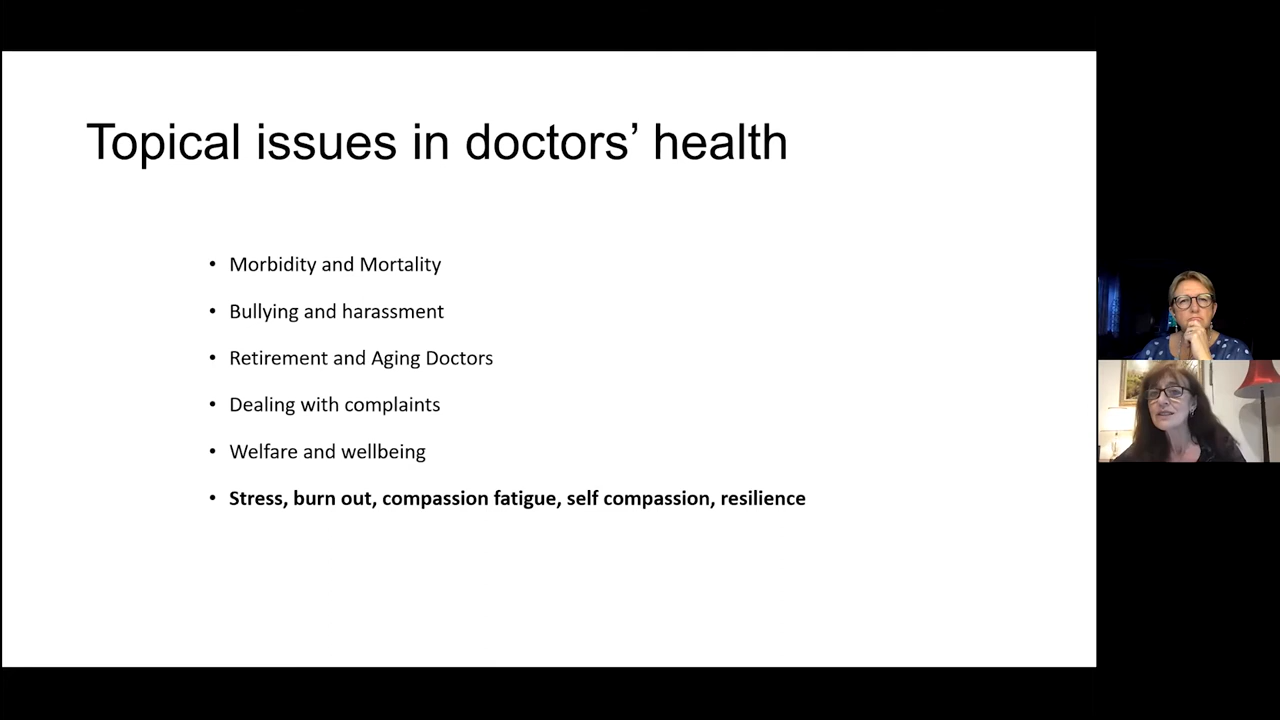 Topical issues in doctors’ health
• Morbidity and Mortality
• Bullying and harassment
• Retirement and Aging Doctors
• Dealing with complaints
• Welfare and wellbeing
• Stress, burn out, compassion fatigue, self compassion, resilience